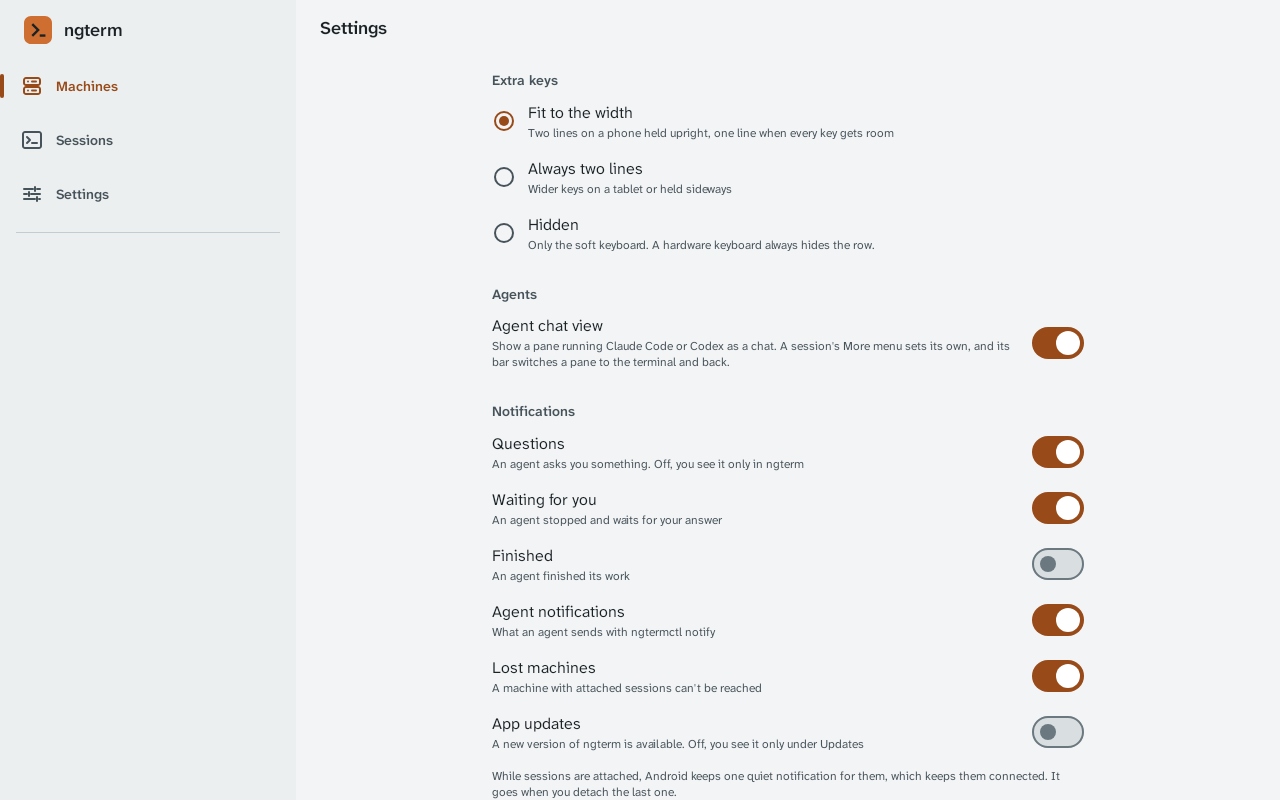 ngterm
Machines
Sessions
Settings
Settings
Extra keys
Fit to the width
Two lines on a phone held upright, one line when every key gets room
Always two lines
Wider keys on a tablet or held sideways
Hidden
Only the soft keyboard. A hardware keyboard always hides the row.
Agents
Agent chat view
Show a pane running Claude Code or Codex as a chat. A session's More menu sets its own, and its
bar switches a pane to the terminal and back.
Notifications
Questions
An agent asks you something. Off, you see it only in ngterm
Waiting for you
An agent stopped and waits for your answer
Finished
An agent finished its work
Agent notifications
What an agent sends with ngtermctl notify
Lost machines
A machine with attached sessions can't be reached
App updates
A new version of ngterm is available. Off, you see it only under Updates
While sessions are attached, Android keeps one quiet notification for them, which keeps them connected. It
goes when you detach the last one.